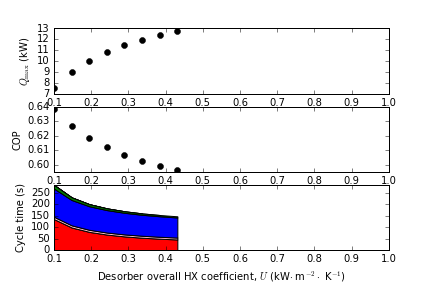 13
12
11
10
9
8
7
Q_max (kW)
0.1 0.2 0.3 0.4 0.5 0.6 0.7 0.8 0.9 1.0
0.64
0.63
0.62
0.61
0.60
COP
0.1 0.2 0.3 0.4 0.5 0.6 0.7 0.8 0.9 1.0
250
200
150
100
50
0
Cycle time (s)
0.1 0.2 0.3 0.4 0.5 0.6 0.7 0.8 0.9 1.0
Desorber overall HX coefficient, U (kW·m⁻²· K⁻¹)